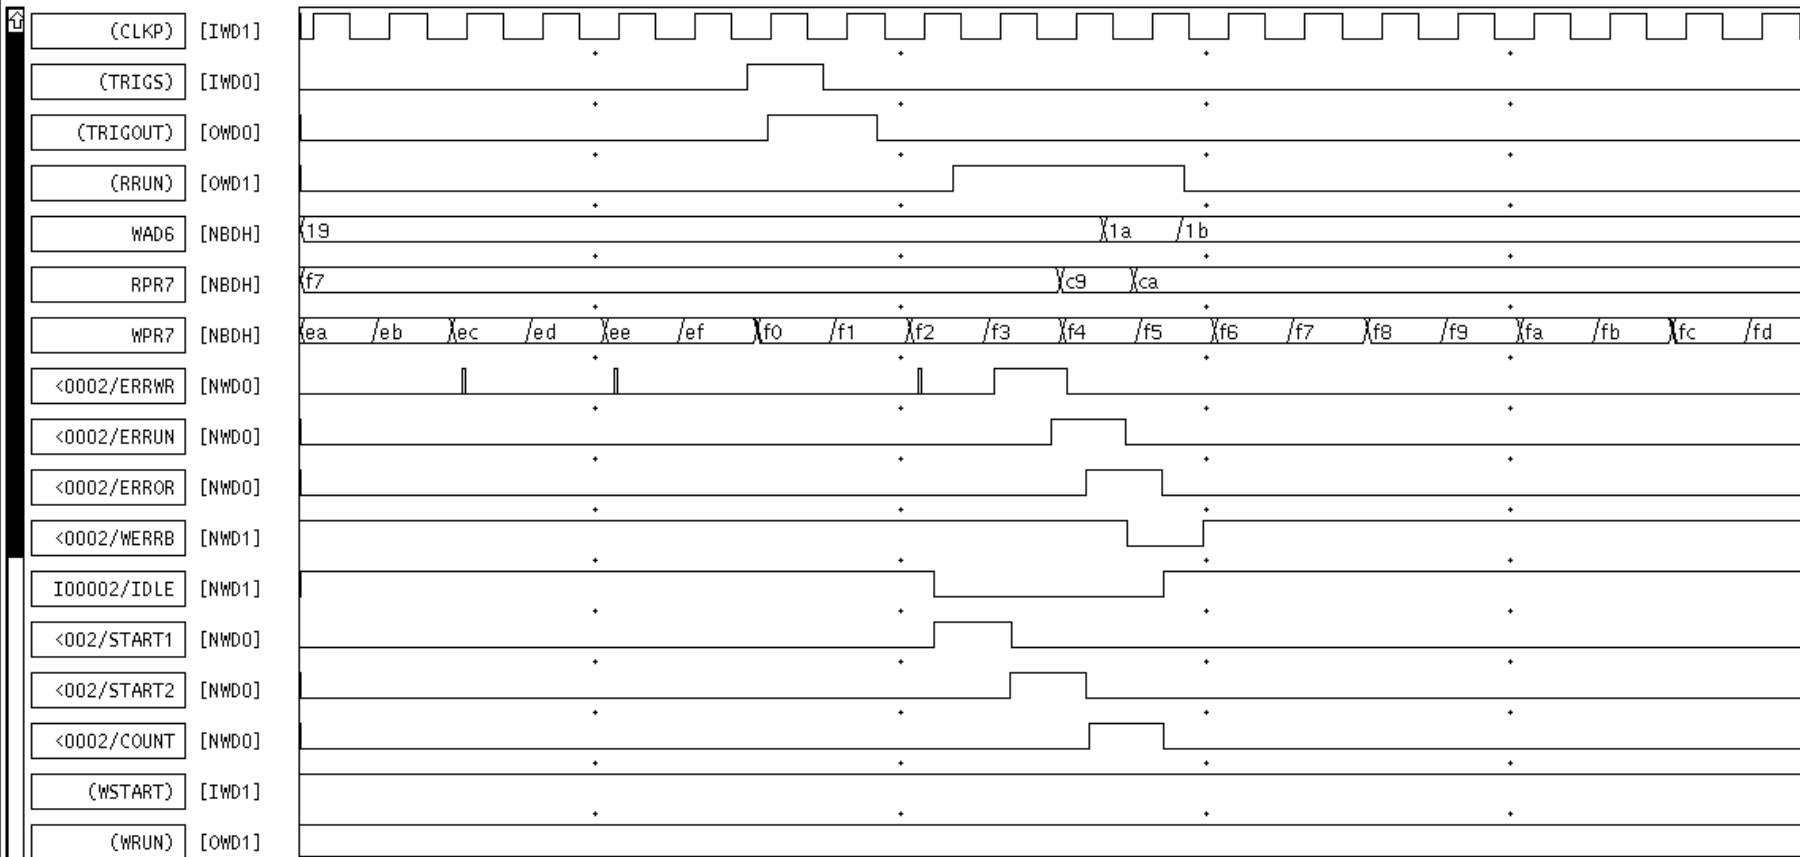 (CLKP) [IWD1]
(TRIGS) [IWD0]
(TRIGOUT) [OWD0]
(RRUN) [OWD1]
WAD6 [NBDH] 19 1a 1b
RPR7 [NBDH] f7 c9 ca
WPR7 [NBDH] ea eb ec ed ee ef f0 f1 f2 f3 f4 f5 f6 f7 f8 f9 fa fb fc fd
<0002/ERRWR [NWD0]
<0002/ERRUN [NWD0]
<0002/ERROR [NWD0]
<0002/WERRB [NWD1]
I00002/IDLE [NWD1]
<002/START1 [NWD0]
<002/START2 [NWD0]
<0002/COUNT [NWD0]
(WSTART) [IWD1]
(WRUN) [OWD1]